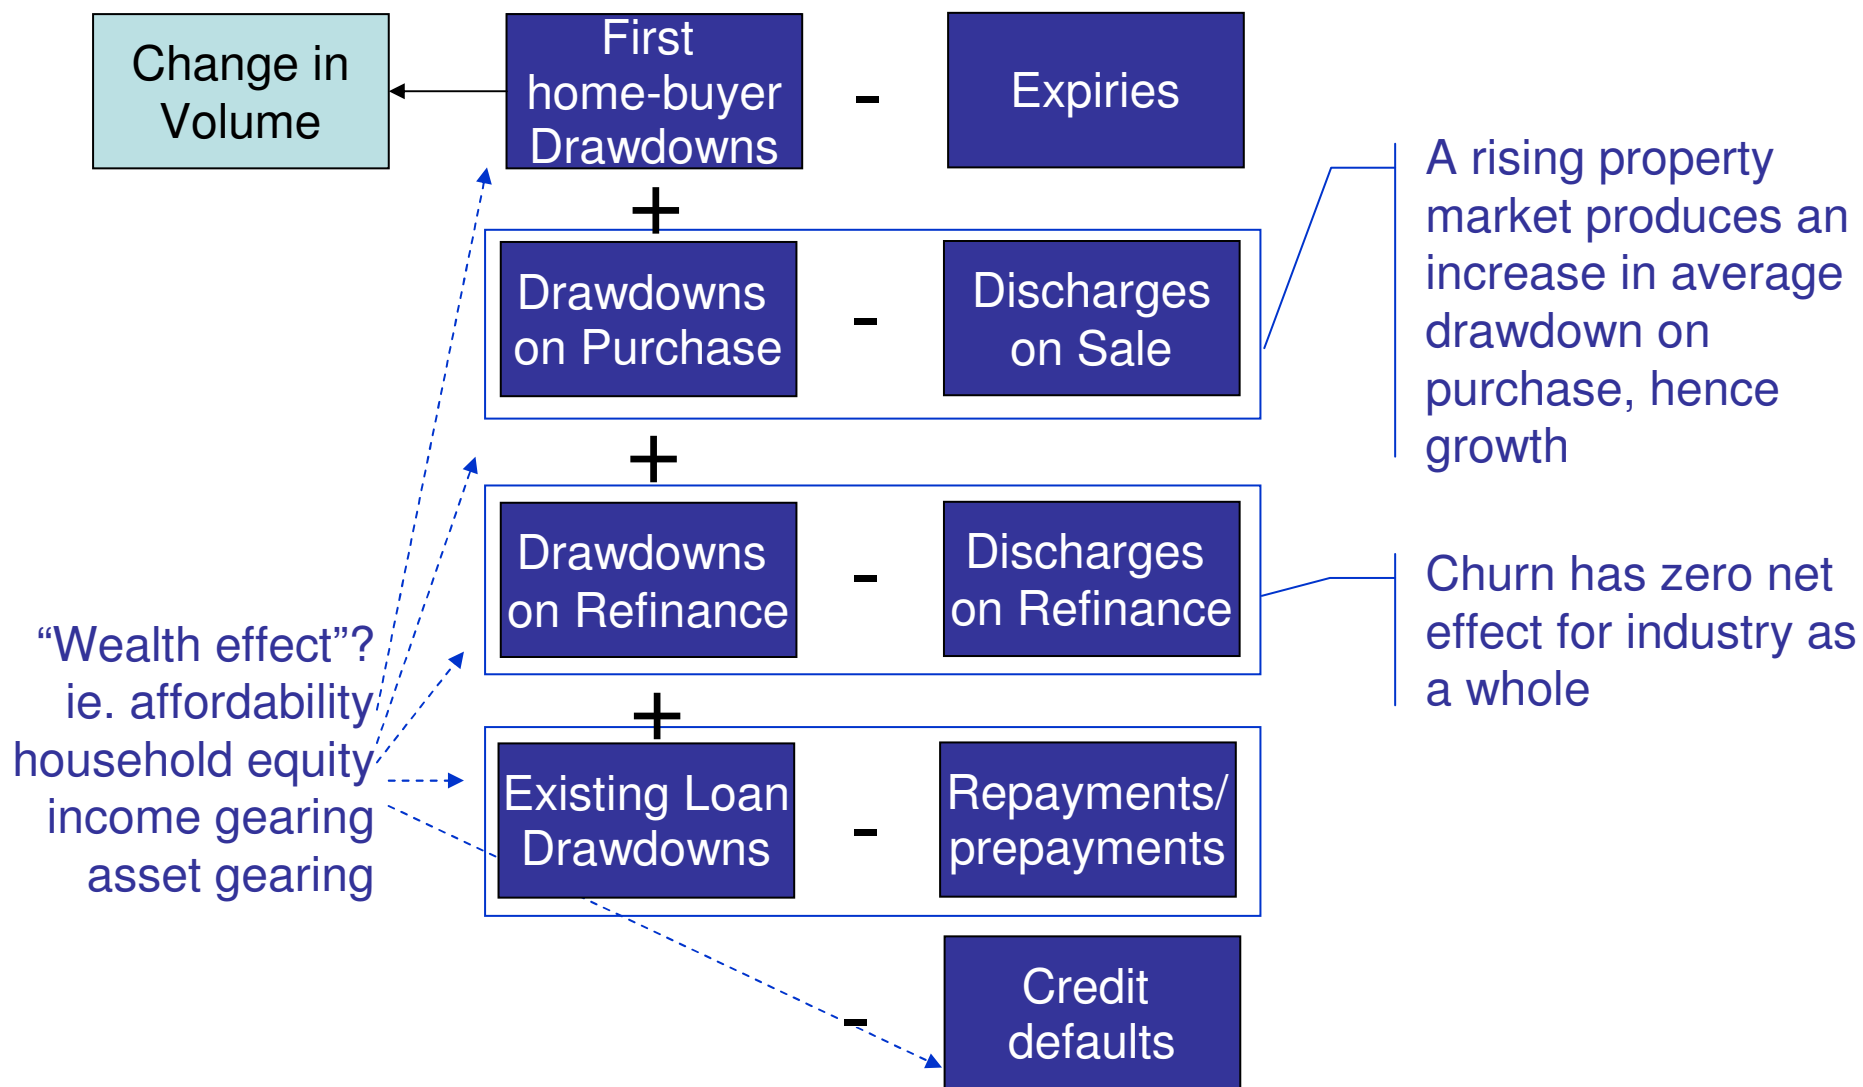 Change in
Volume
First
home-buyer
Drawdowns
-
Expiries
+
Drawdowns
on Purchase
-
Discharges
on Sale
A rising property
market produces an
increase in average
drawdown on
purchase, hence
growth
+
Drawdowns
on Refinance
-
Discharges
on Refinance
Churn has zero net
effect for industry as
a whole
“Wealth effect”?
ie. affordability
household equity
income gearing
asset gearing
+
Existing Loan
Drawdowns
-
Repayments/
prepayments
-
Credit
defaults